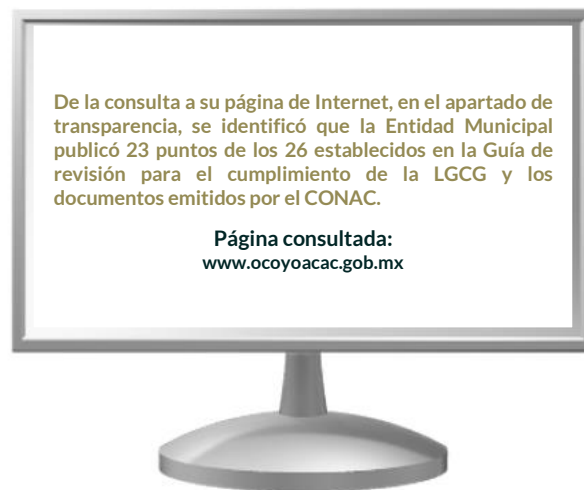 De la consulta a su página de Internet, en el apartado de
transparencia, se identificó que la Entidad Municipal
publicó 23 puntos de los 26 establecidos en la Guía de
revisión para el cumplimiento de la LGCG y los
documentos emitidos por el CONAC.
Página consultada:
www.ocoyoacac.gob.mx